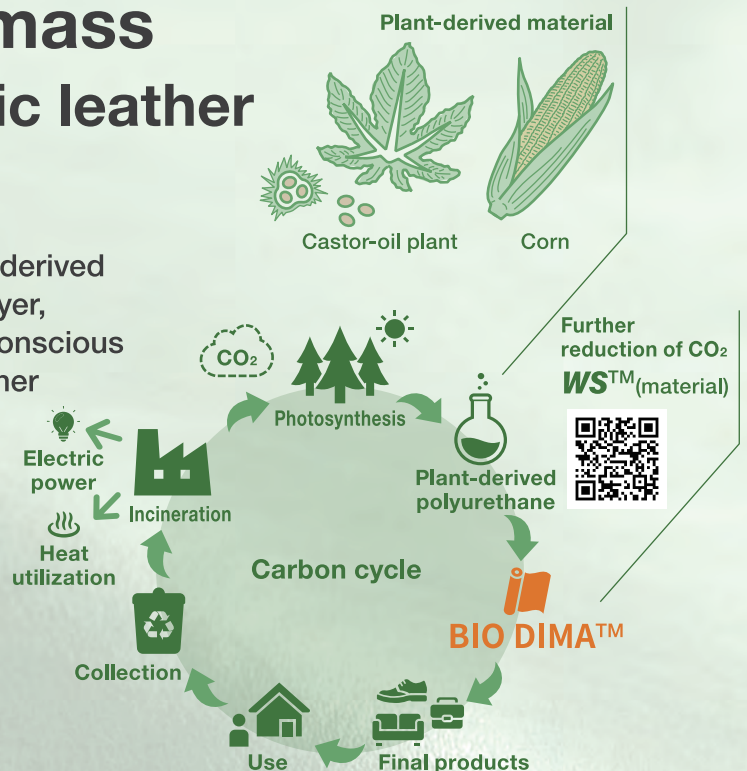 mass
ic leather
derived
yer,
onscious
her
Plant-derived material
Castor-oil plant
Corn
Further
reduction of CO₂
WS™(material)
CO₂
Photosynthesis
Plant-derived
polyurethane
BIO DIMA™
Final products
Use
Collection
Incineration
Electric
power
Heat
utilization
Carbon cycle